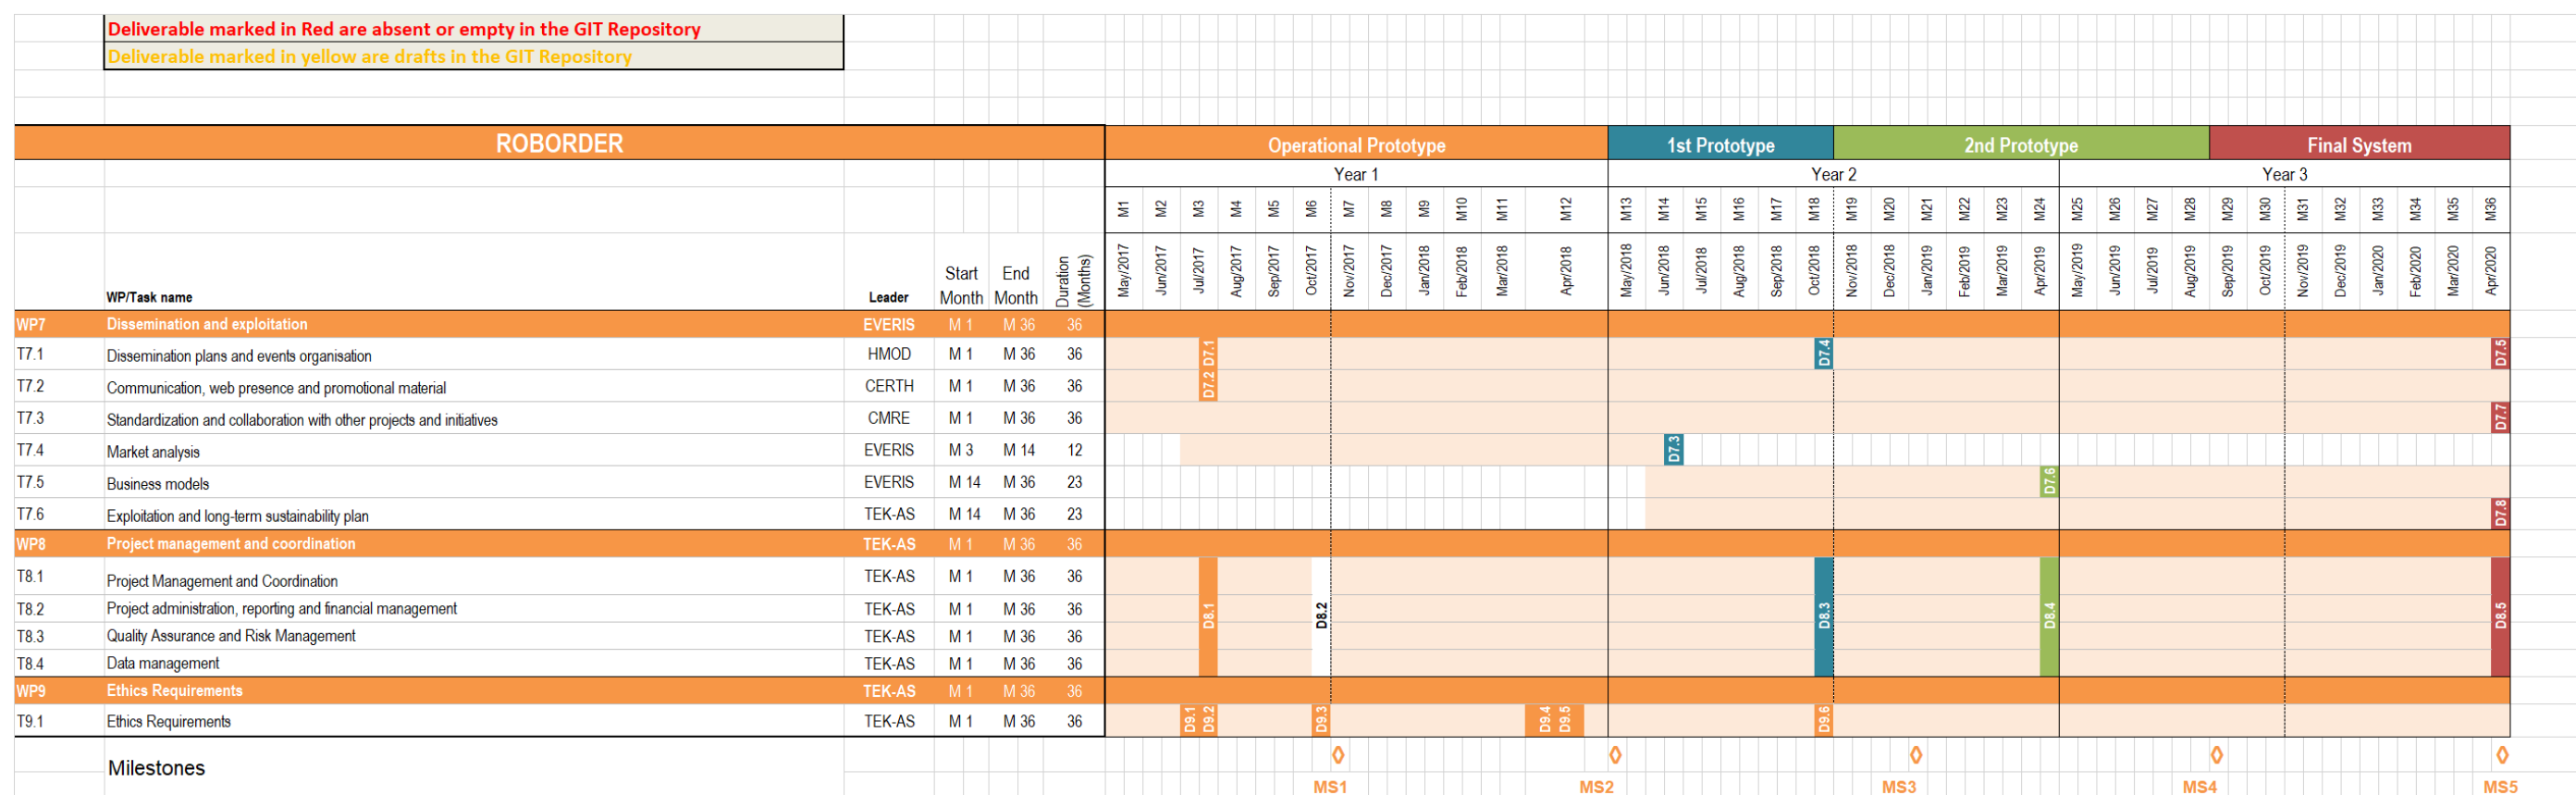 Deliverable marked in Red are absent or empty in the GIT Repository
Deliverable marked in yellow are drafts in the GIT Repository
ROBORDER Operational Prototype 1st Prototype 2nd Prototype Final System
Year 1 Year 2 Year 3
M1 M2 M3 M4 M5 M6 M7 M8 M9 M10 M11 M12 M13 M14 M15 M16 M17 M18 M19 M20 M21 M22 M23 M24 M25 M26 M27 M28 M29 M30 M31 M32 M33 M34 M35 M36
WP/Task name Leader Start Month End Month Duration (Months) May/2017 Jun/2017 Jul/2017 Aug/2017 Sep/2017 Oct/2017 Nov/2017 Dec/2017 Jan/2018 Feb/2018 Mar/2018 Apr/2018 May/2018 Jun/2018 Jul/2018 Aug/2018 Sep/2018 Oct/2018 Nov/2018 Dec/2018 Jan/2019 Feb/2019 Mar/2019 Apr/2019 May/2019 Jun/2019 Jul/2019 Aug/2019 Sep/2019 Oct/2019 Nov/2019 Dec/2019 Jan/2020 Feb/2020 Mar/2020 Apr/2020
WP7 Dissemination and exploitation EVERIS M 1 M 36 36
T7.1 Dissemination plans and events organisation HMOD M 1 M 36 36 D7.1 D7.4 D7.5
T7.2 Communication, web presence and promotional material CERTH M 1 M 36 36 D7.2
T7.3 Standardization and collaboration with other projects and initiatives CMRE M 1 M 36 36 D7.7
T7.4 Market analysis EVERIS M 3 M 14 12 D7.3
T7.5 Business models EVERIS M 14 M 36 23 D7.6
T7.6 Exploitation and long-term sustainability plan TEK-AS M 14 M 36 23 D7.8
WP8 Project management and coordination TEK-AS M 1 M 36 36
T8.1 Project Management and Coordination TEK-AS M 1 M 36 36
T8.2 Project administration, reporting and financial management TEK-AS M 1 M 36 36 D8.1 D8.2 D8.3 D8.4 D8.5
T8.3 Quality Assurance and Risk Management TEK-AS M 1 M 36 36
T8.4 Data management TEK-AS M 1 M 36 36
WP9 Ethics Requirements TEK-AS M 1 M 36 36
T9.1 Ethics Requirements TEK-AS M 1 M 36 36 D9.1 D9.2 D9.3 D9.4 D9.5 D9.6
Milestones
MS1 MS2 MS3 MS4 MS5